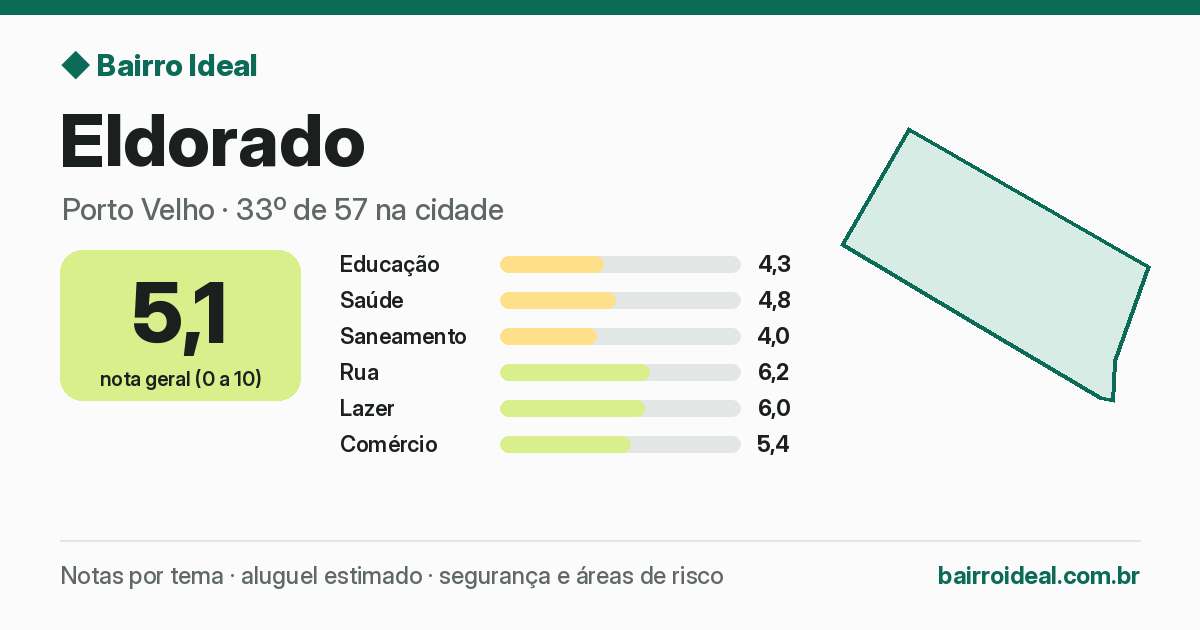 Bairro Ideal
Eldorado
Porto Velho · 33º de 57 na cidade
5,1
nota geral (0 a 10)
Educação 4,3
Saúde 4,8
Saneamento 4,0
Rua 6,2
Lazer 6,0
Comércio 5,4
Notas por tema · aluguel estimado · segurança e áreas de risco
bairroideal.com.br